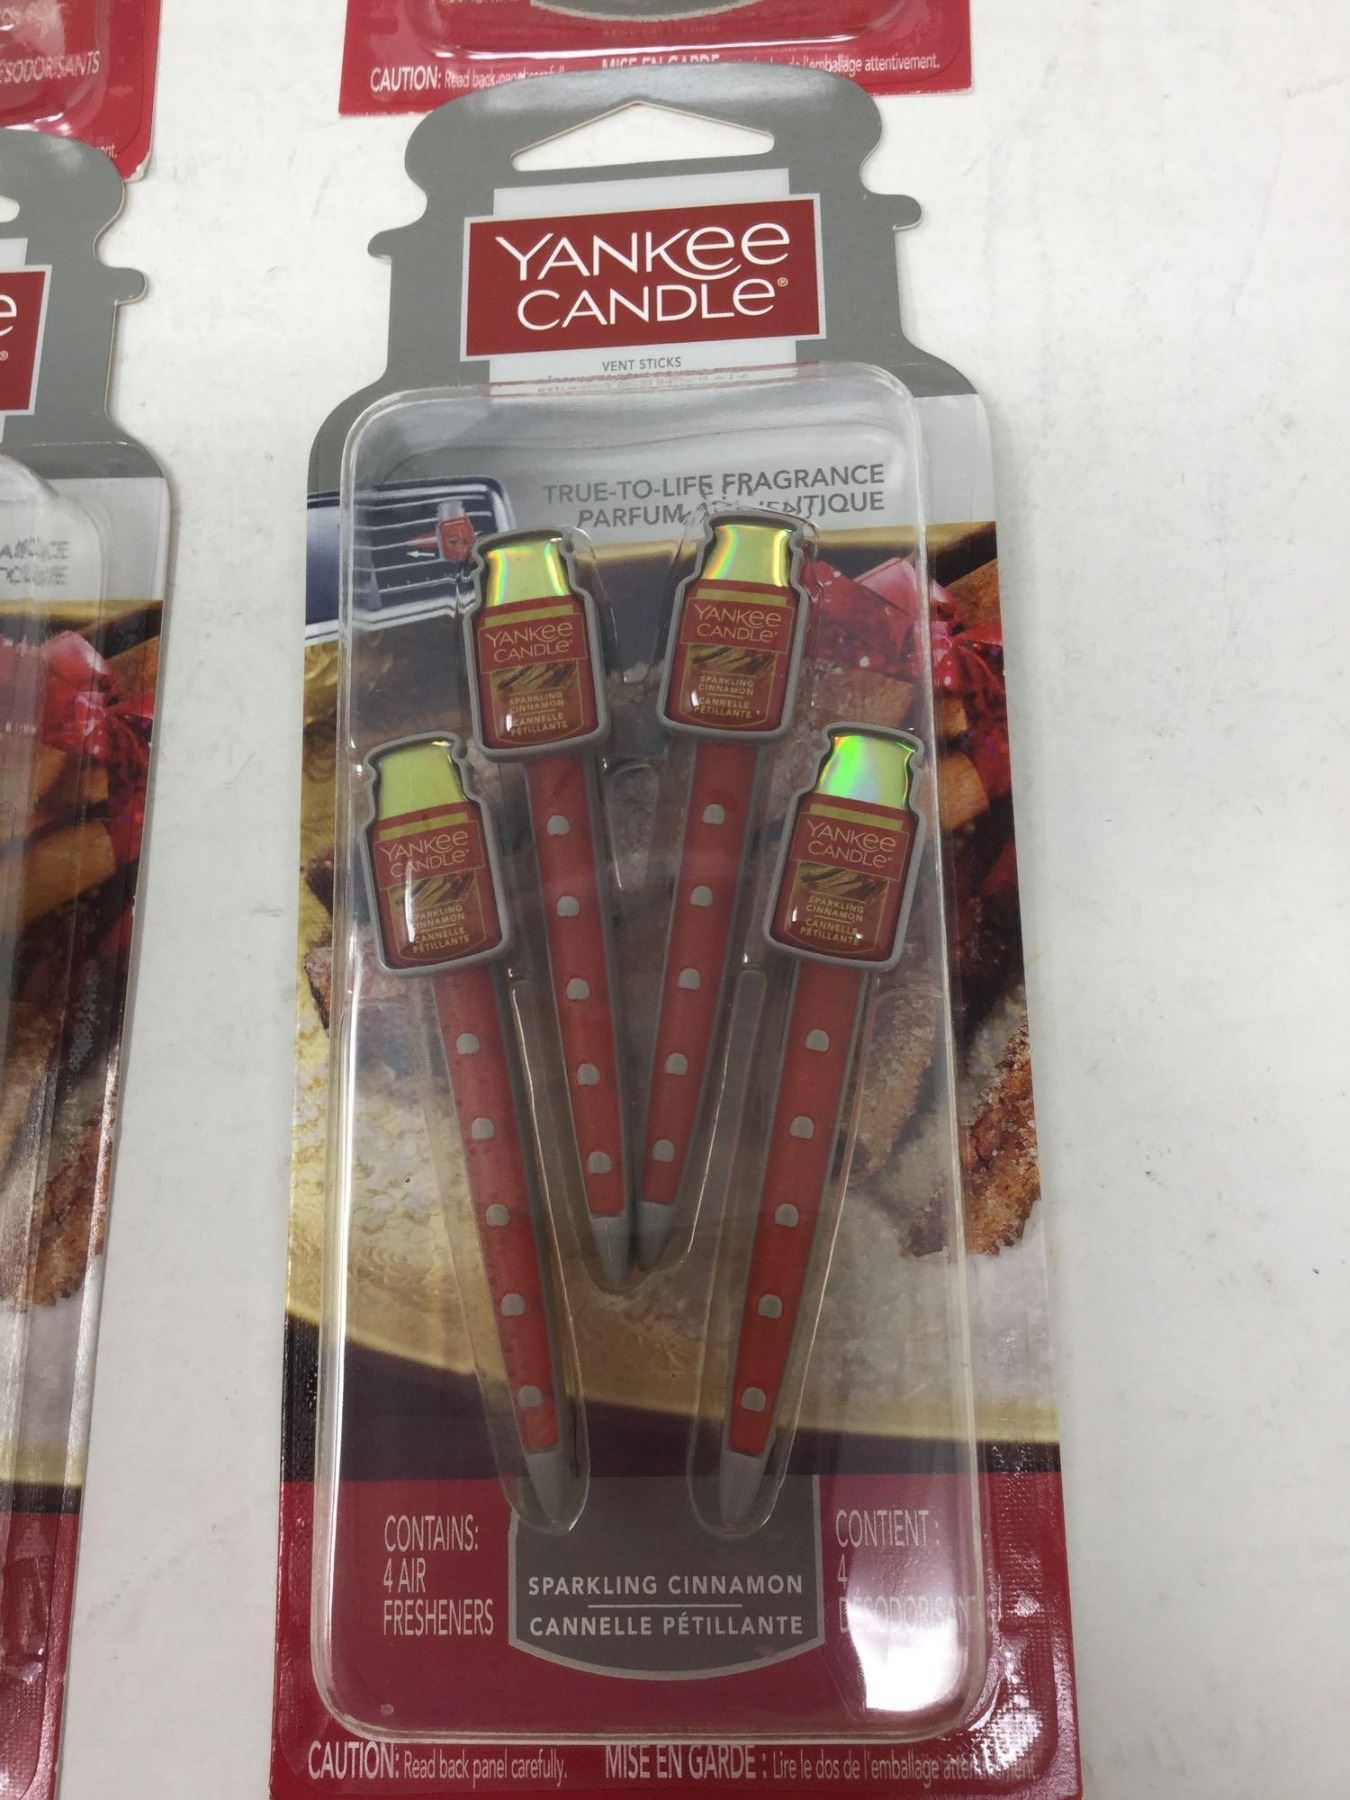 CAUTION: Read back panel
MISE EN GARDE
de l'emballage attentivement.
YANKEE
CANDLE®
VENT STICKS
TRUE-TO-LIFE FRAGRANCE
PARFUM
YANKEE
CANDLE
SPARKLING
CINNAMON
CANNELLE
PÉTILLANTE
YANKEE
CANDLE
SPARKLING
CINNAMON
CANNELLE
PÉTILLANTE
YANKEE
CANDLE
SPARKLING
CINNAMON
CANNELLE
PÉTILLANTE
YANKEE
CANDLE
SPARKLING
CINNAMON
CANNELLE
PÉTILLANTE
CONTAINS:
4 AIR
FRESHENERS
SPARKLING CINNAMON
CANNELLE PÉTILLANTE
CONTIENT :
4
CAUTION: Read back panel carefully.
MISE EN GARDE : Lire le dos de l'emballage